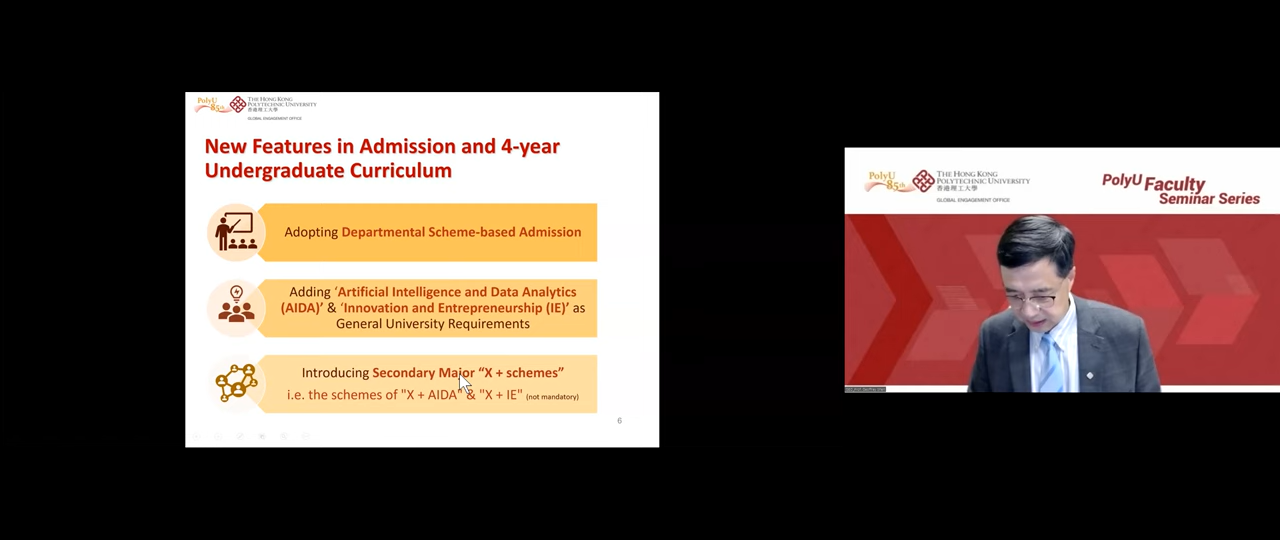 PolyU
85th
THE HONG KONG
POLYTECHNIC UNIVERSITY
香港理工大學
GLOBAL ENGAGEMENT OFFICE
New Features in Admission and 4-year
Undergraduate Curriculum
Adopting Departmental Scheme-based Admission
Adding 'Artificial Intelligence and Data Analytics
(AIDA)' & 'Innovation and Entrepreneurship (IE)' as
General University Requirements
Introducing Secondary Major “X + schemes”
i.e. the schemes of "X + AIDA" & "X + IE" (not mandatory)
6
PolyU
85th
THE HONG KONG
POLYTECHNIC UNIVERSITY
香港理工大學
GLOBAL ENGAGEMENT OFFICE
PolyU Faculty
Seminar Series